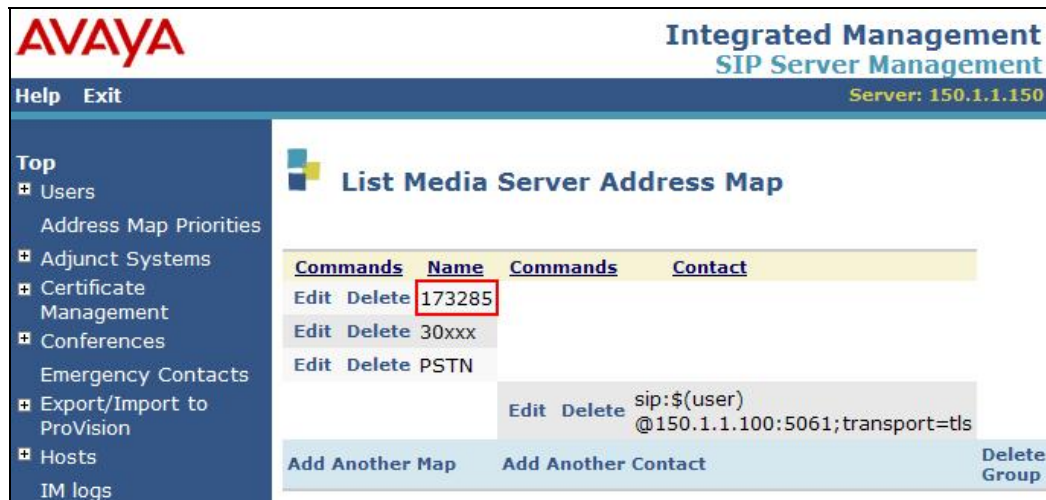 AVAYA
Integrated Management
SIP Server Management
Help Exit
Server: 150.1.1.150
Top
Users
Address Map Priorities
Adjunct Systems
Certificate
Management
Conferences
Emergency Contacts
Export/Import to
ProVision
Hosts
IM logs
List Media Server Address Map
Commands Name Commands Contact
Edit Delete 173285
Edit Delete 30xxx
Edit Delete PSTN
Edit Delete sip:$(user)
@150.1.1.100:5061;transport=tls
Add Another Map Add Another Contact Delete
Group